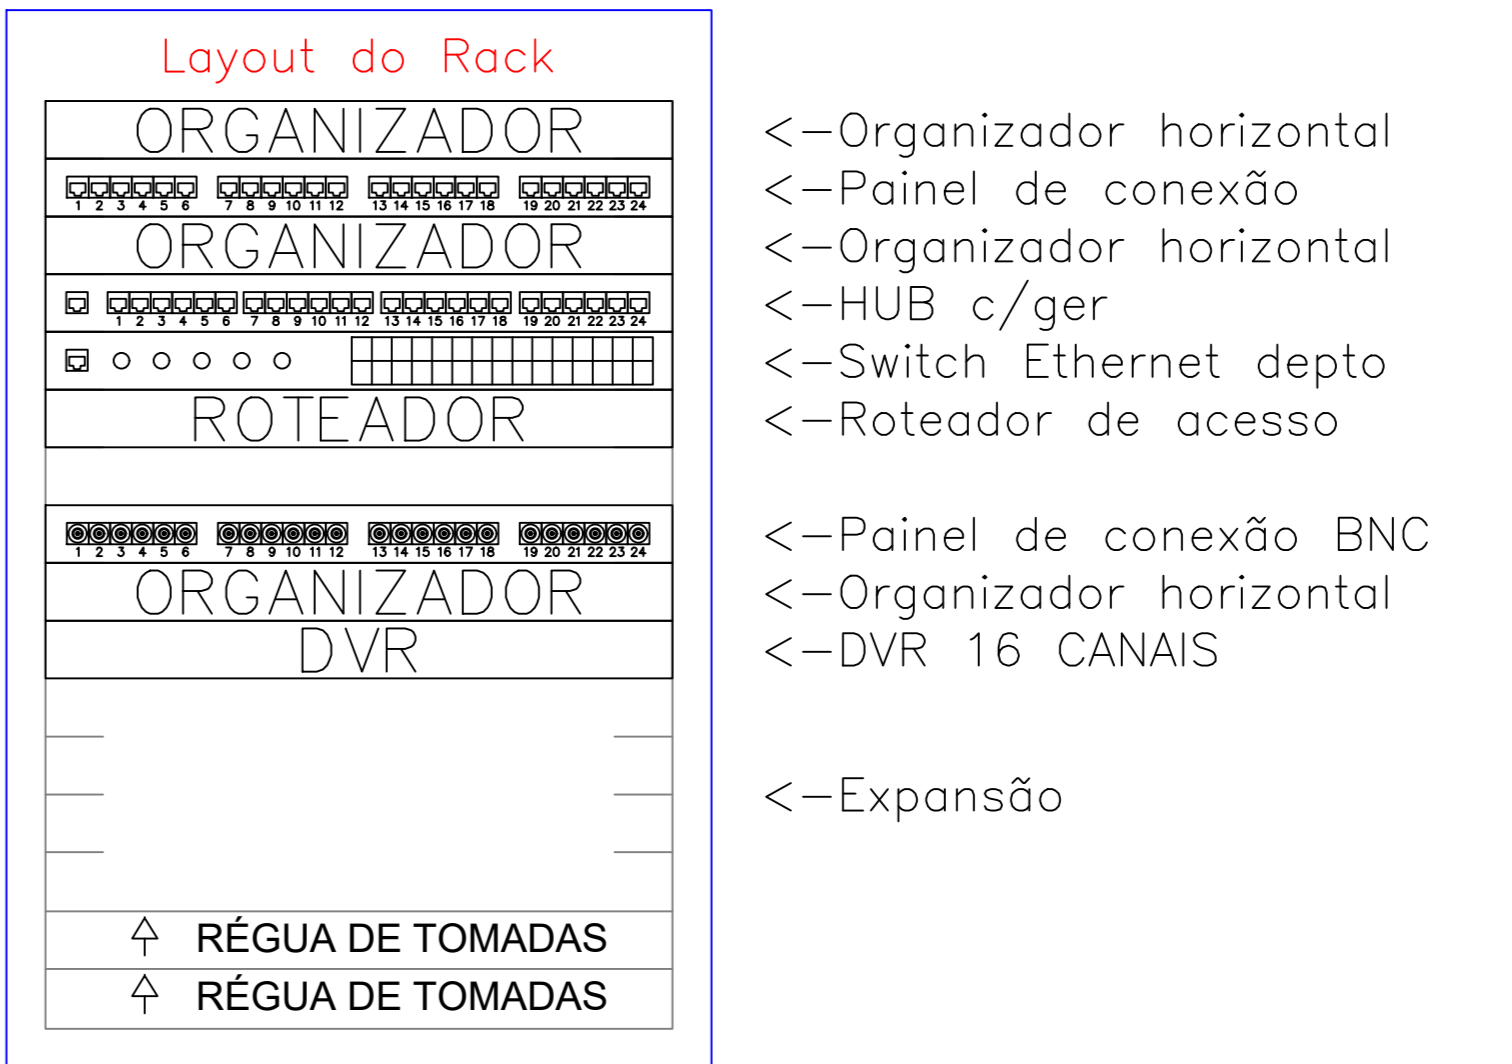 Layout do Rack
ORGANIZADOR <-Organizador horizontal
1 2 3 4 5 6 7 8 9 10 11 12 13 14 15 16 17 18 19 20 21 22 23 24 <-Painel de conexão
ORGANIZADOR <-Organizador horizontal
1 2 3 4 5 6 7 8 9 10 11 12 13 14 15 16 17 18 19 20 21 22 23 24 <-HUB c/ger
<-Switch Ethernet depto
ROTEADOR <-Roteador de acesso
1 2 3 4 5 6 7 8 9 10 11 12 13 14 15 16 17 18 19 20 21 22 23 24 <-Painel de conexão BNC
ORGANIZADOR <-Organizador horizontal
DVR <-DVR 16 CANAIS
<-Expansão
RÉGUA DE TOMADAS
RÉGUA DE TOMADAS